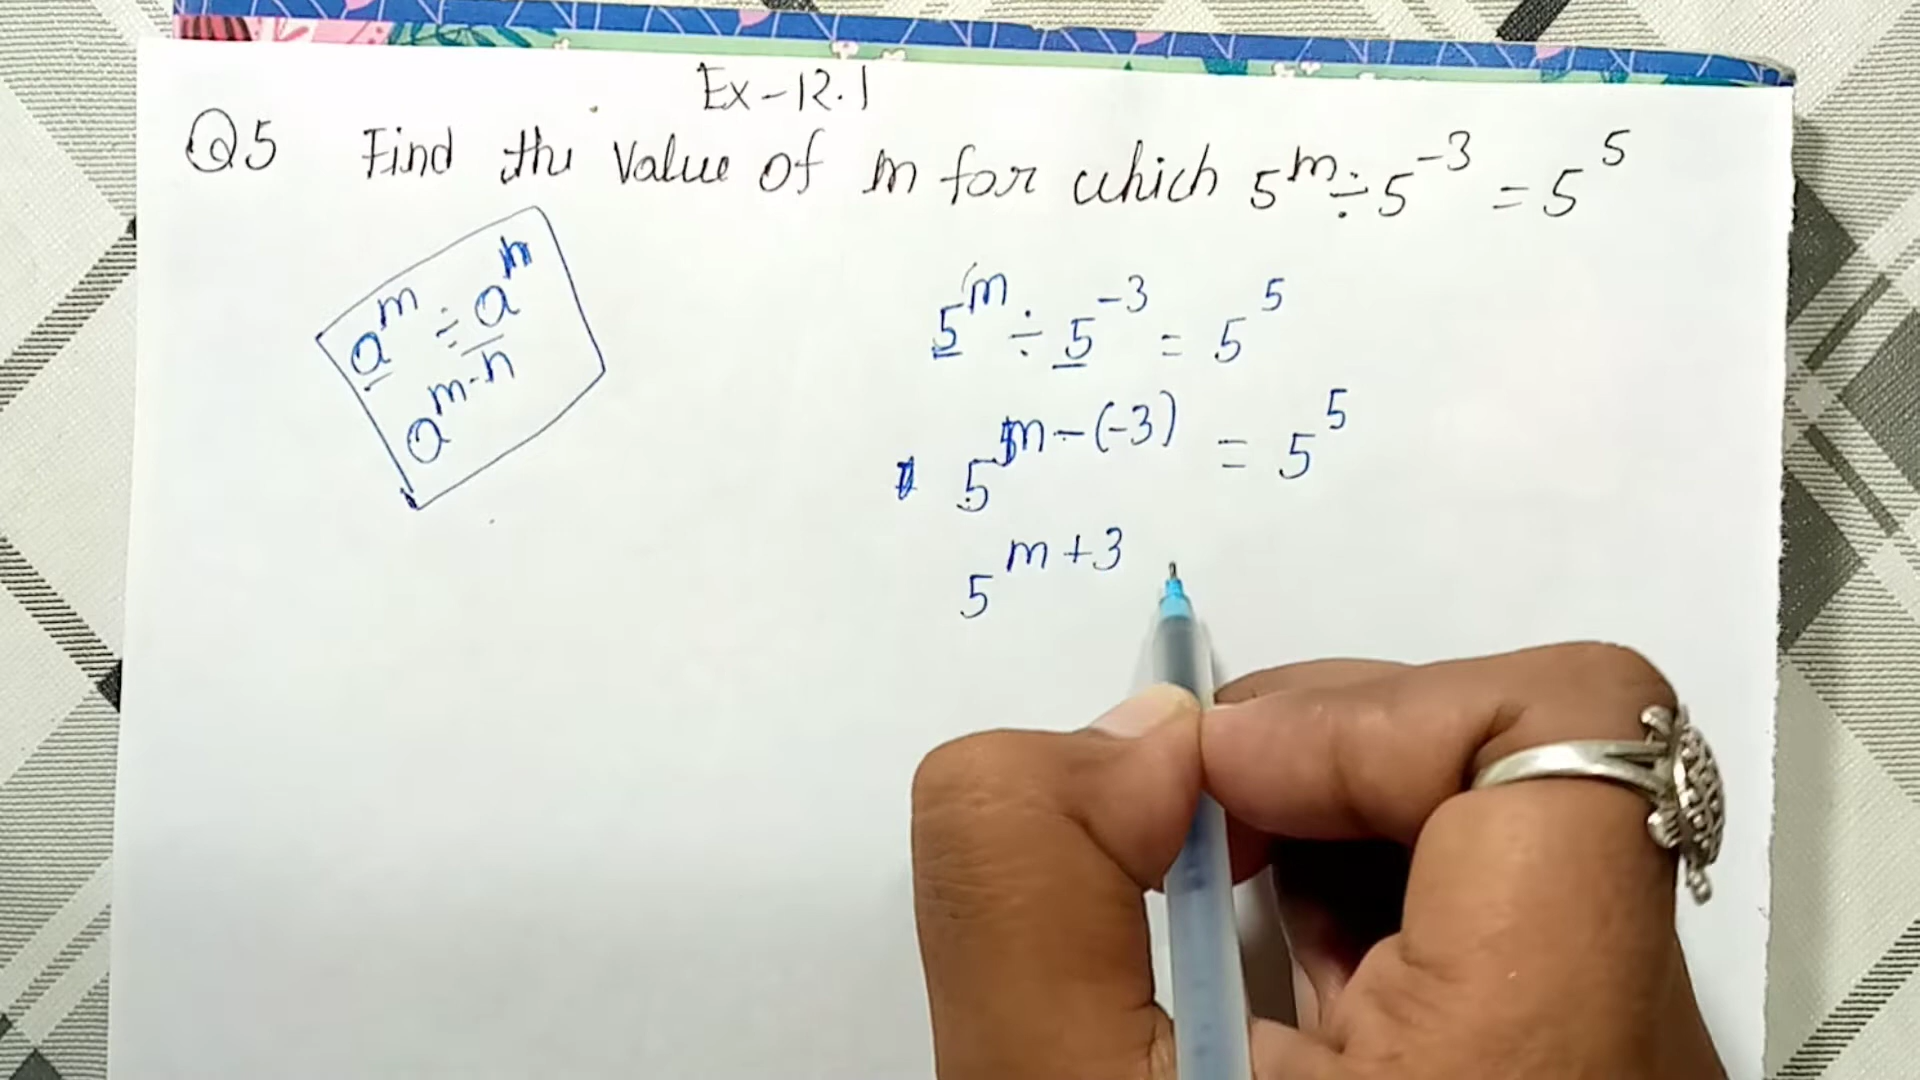 Ex-12.1
Q5 Find the value of m for which 5^m ÷ 5^-3 = 5^5
a^m ÷ a^n
a^m-n
5^m ÷ 5^-3 = 5^5
5^m-(-3) = 5^5
5^m+3